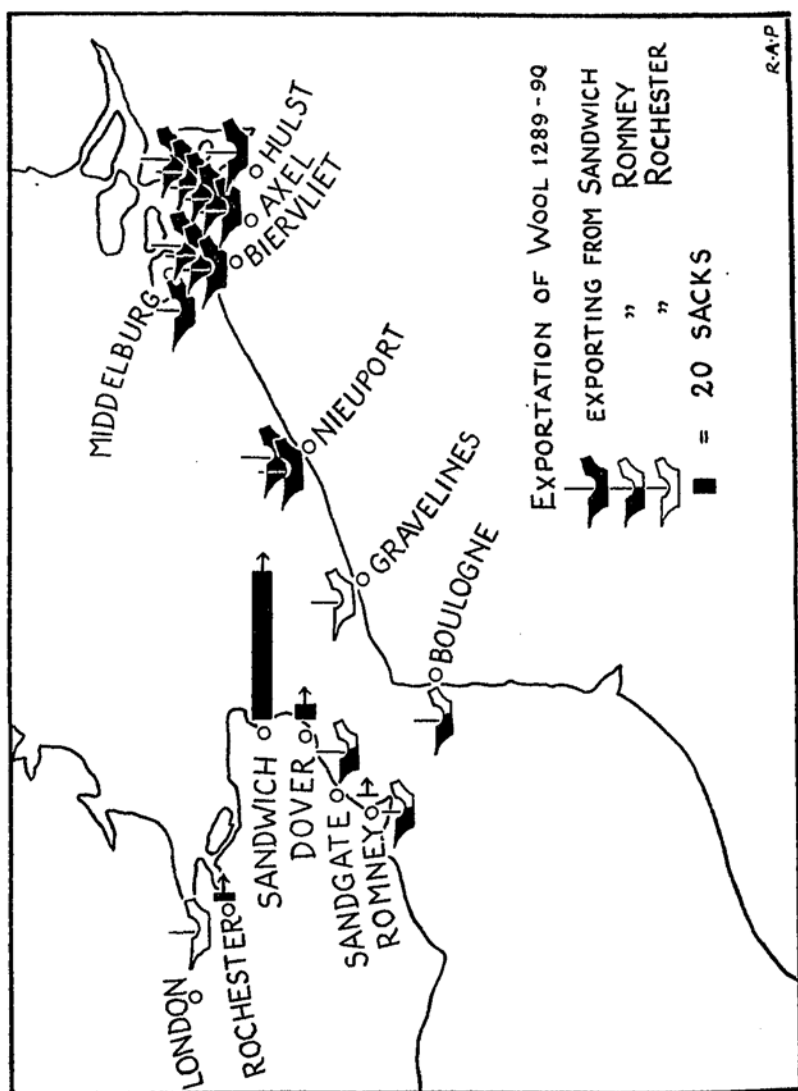 LONDON
ROCHESTER
SANDWICH
DOVER
SANDGATE
ROMNEY
MIDDELBURG
HULST
AXEL
BIERVLIET
NIEUPORT
GRAVELINES
BOULOGNE
EXPORTATION OF WOOL 1289-90
EXPORTING FROM SANDWICH
" ROMNEY
" ROCHESTER
= 20 SACKS
R·A·P